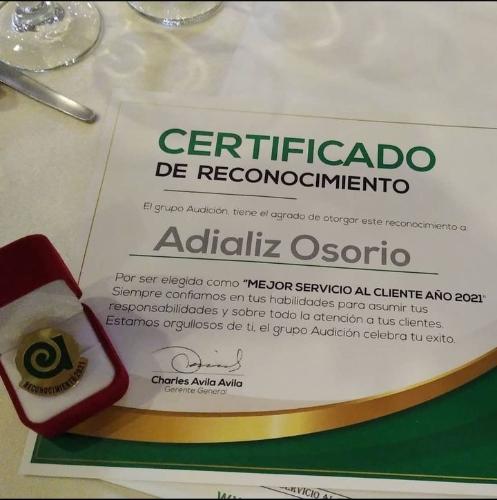 CERTIFICADO
DE RECONOCIMIENTO
El grupo Audición, tiene el agrado de otorgar este reconocimiento a
Adializ Osorio
Por ser elegida como "MEJOR SERVICIO AL CLIENTE AÑO 2021"
Siempre confiamos en tus habilidades para asumir tus
responsabilidades y sobre todo la atención a tus clientes.
Estamos orgullosos de ti, el grupo Audición celebra tu exito.
Charles Avila Avila
Gerente General
RECONOCIMIENTO 2021